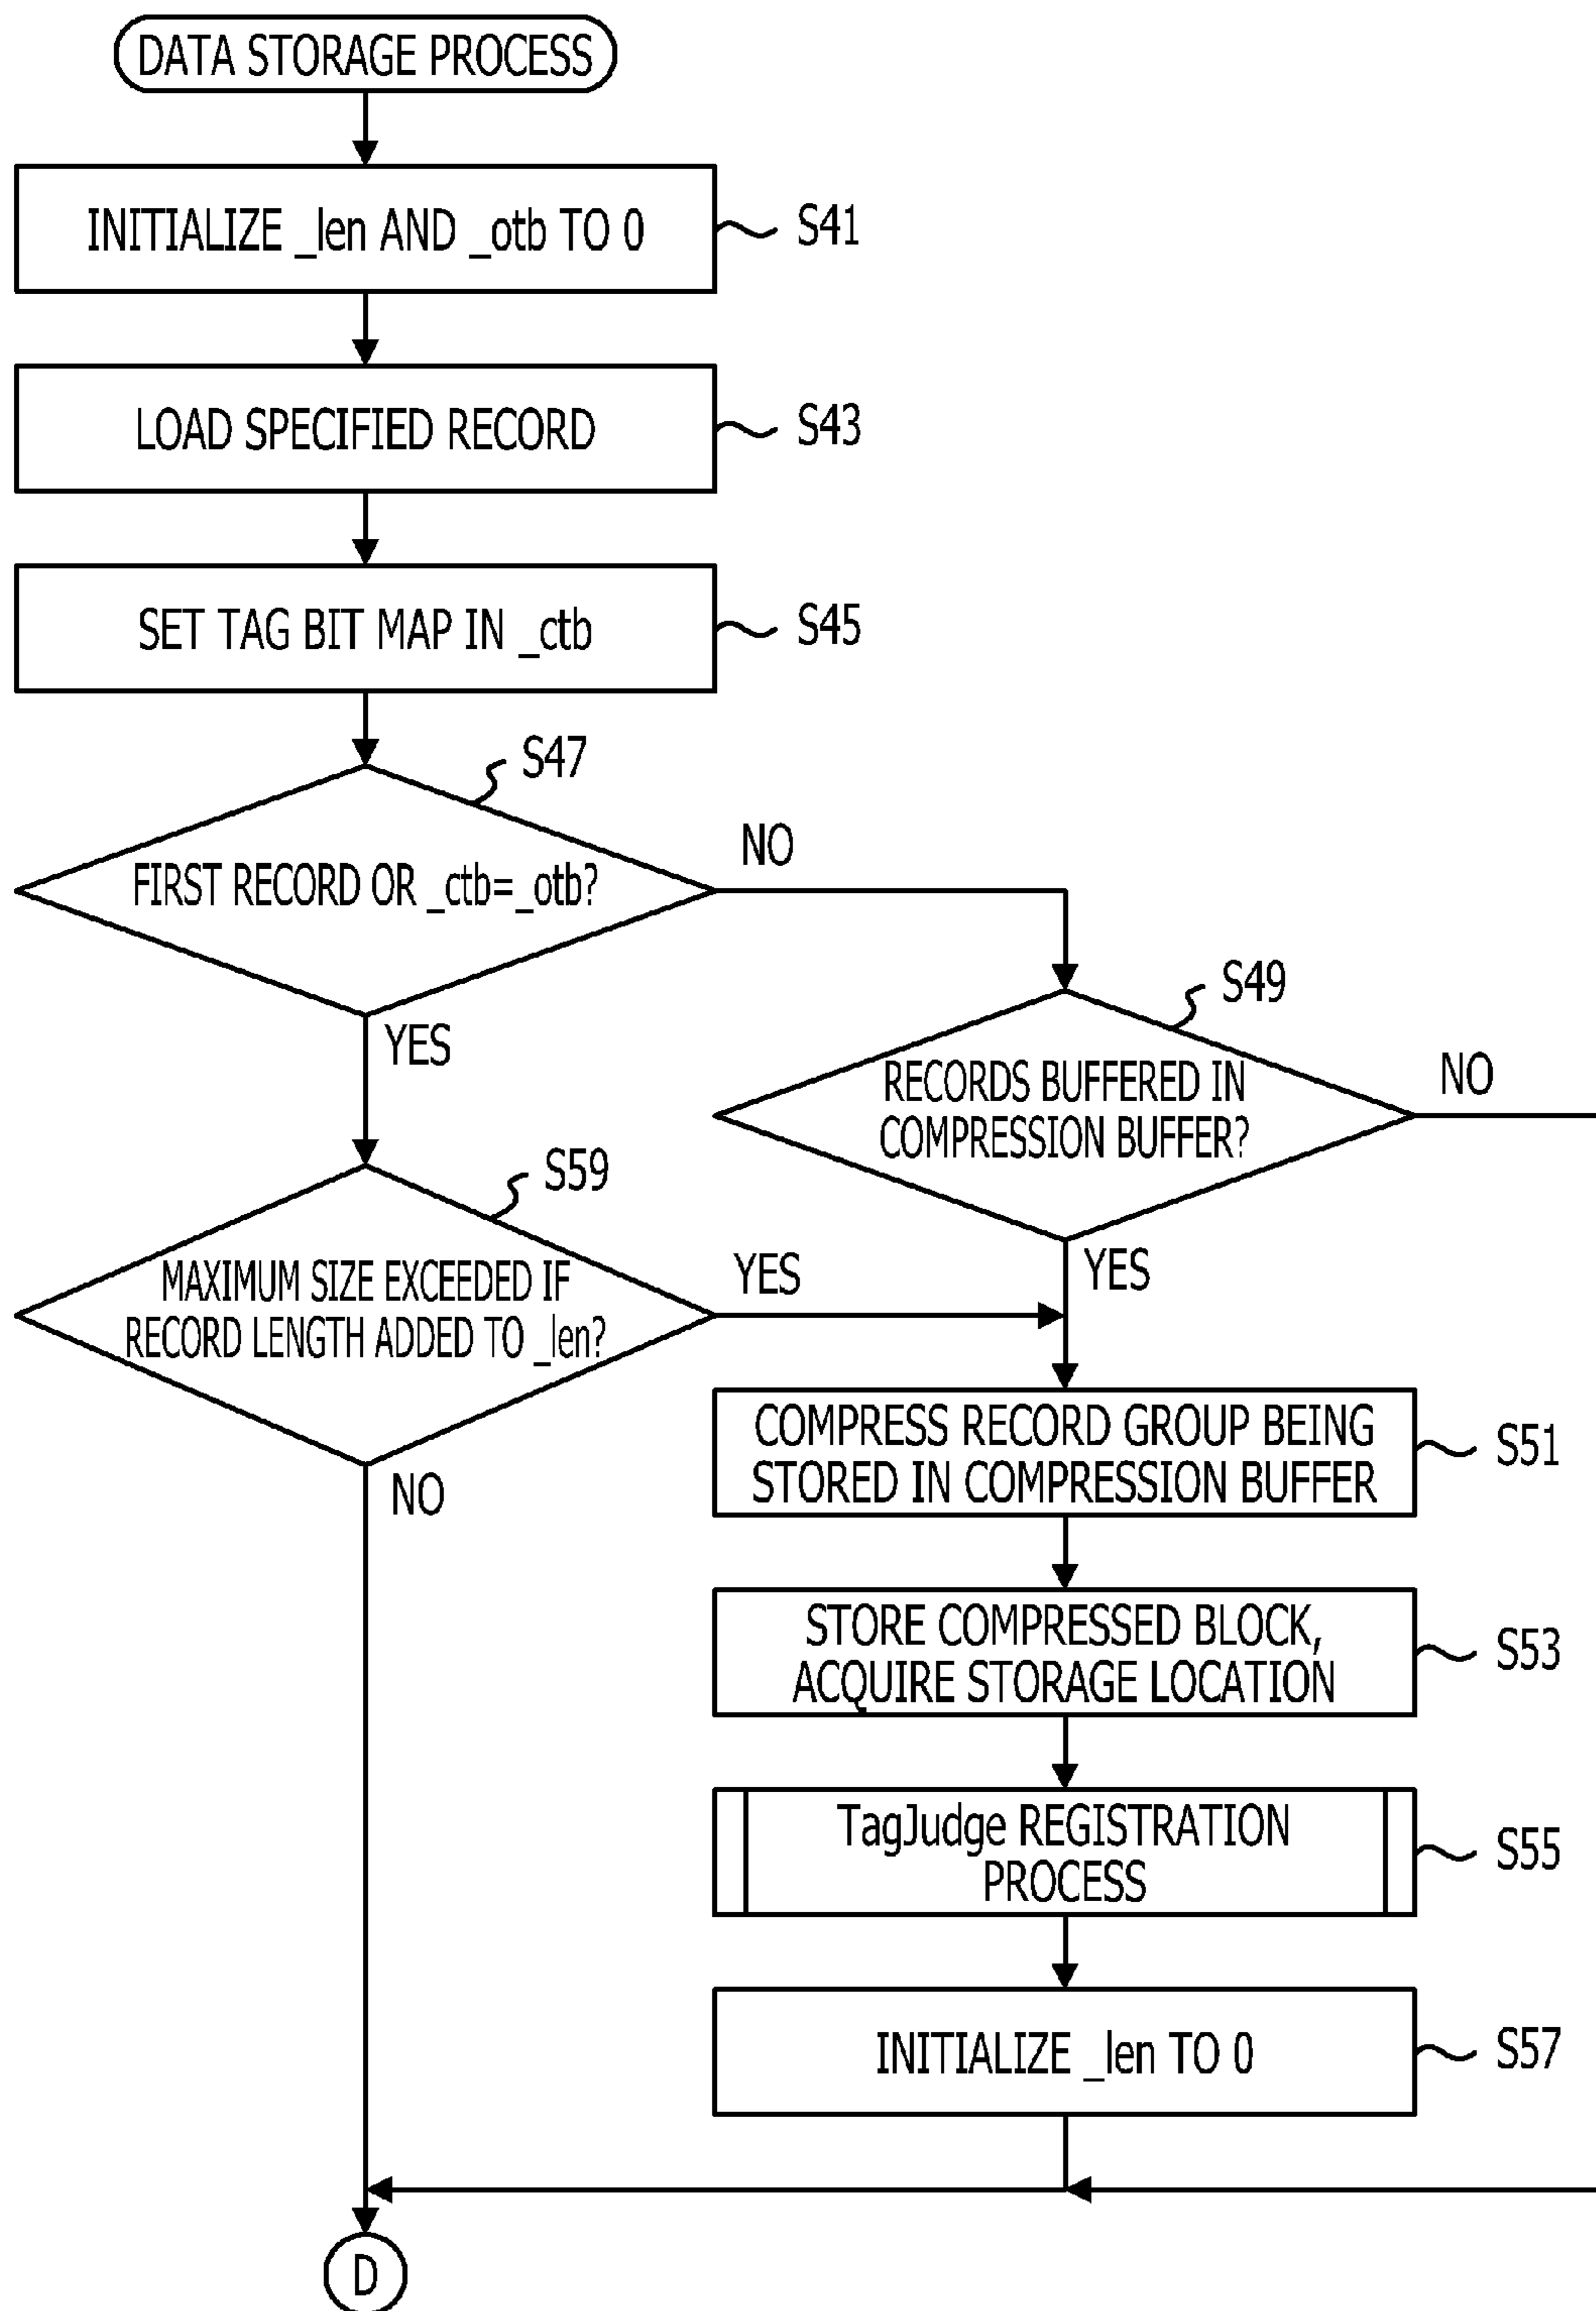 DATA STORAGE PROCESS
INITIALIZE _len AND _otb TO 0
S41
LOAD SPECIFIED RECORD
S43
SET TAG BIT MAP IN _ctb
S45
S47
FIRST RECORD OR _ctb=_otb?
NO
YES
S49
RECORDS BUFFERED IN
COMPRESSION BUFFER?
NO
YES
S59
MAXIMUM SIZE EXCEEDED IF
RECORD LENGTH ADDED TO _len?
YES
NO
COMPRESS RECORD GROUP BEING
STORED IN COMPRESSION BUFFER
S51
STORE COMPRESSED BLOCK,
ACQUIRE STORAGE LOCATION
S53
TagJudge REGISTRATION
PROCESS
S55
INITIALIZE _len TO 0
S57
D